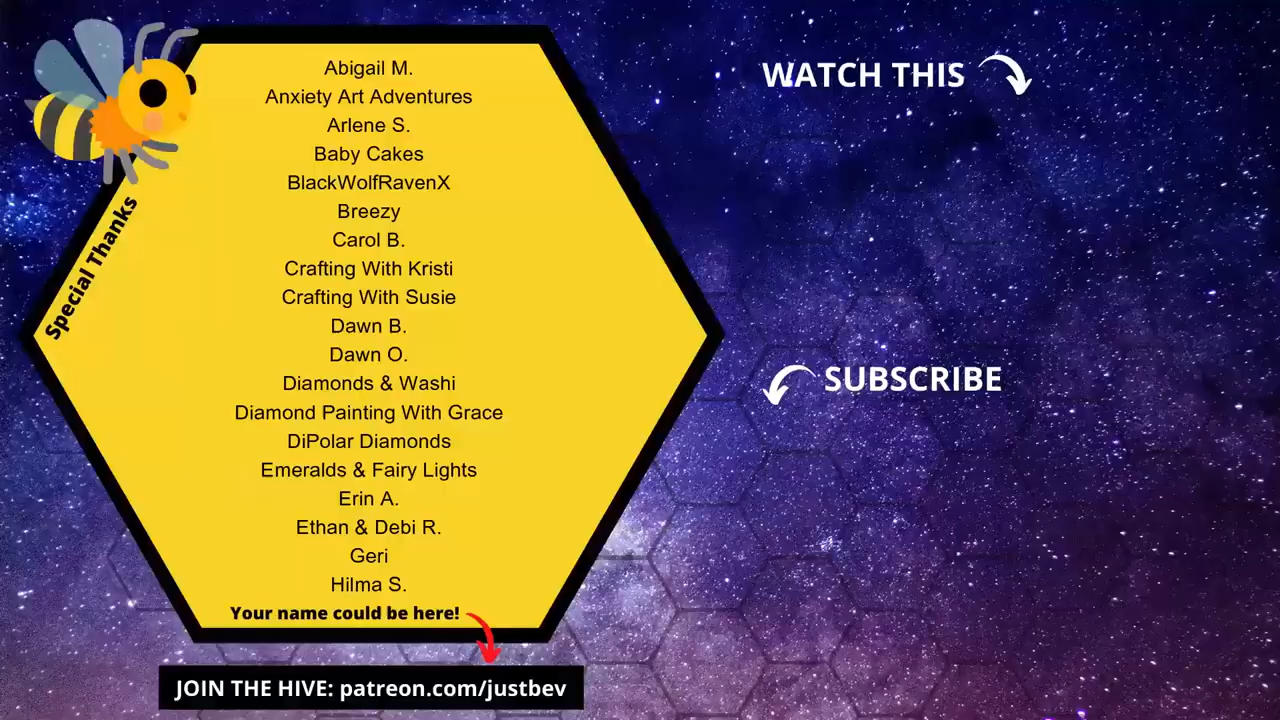 Special Thanks
Abigail M.
Anxiety Art Adventures
Arlene S.
Baby Cakes
BlackWolfRavenX
Breezy
Carol B.
Crafting With Kristi
Crafting With Susie
Dawn B.
Dawn O.
Diamonds & Washi
Diamond Painting With Grace
DiPolar Diamonds
Emeralds & Fairy Lights
Erin A.
Ethan & Debi R.
Geri
Hilma S.
Your name could be here!
JOIN THE HIVE: patreon.com/justbev
WATCH THIS
SUBSCRIBE